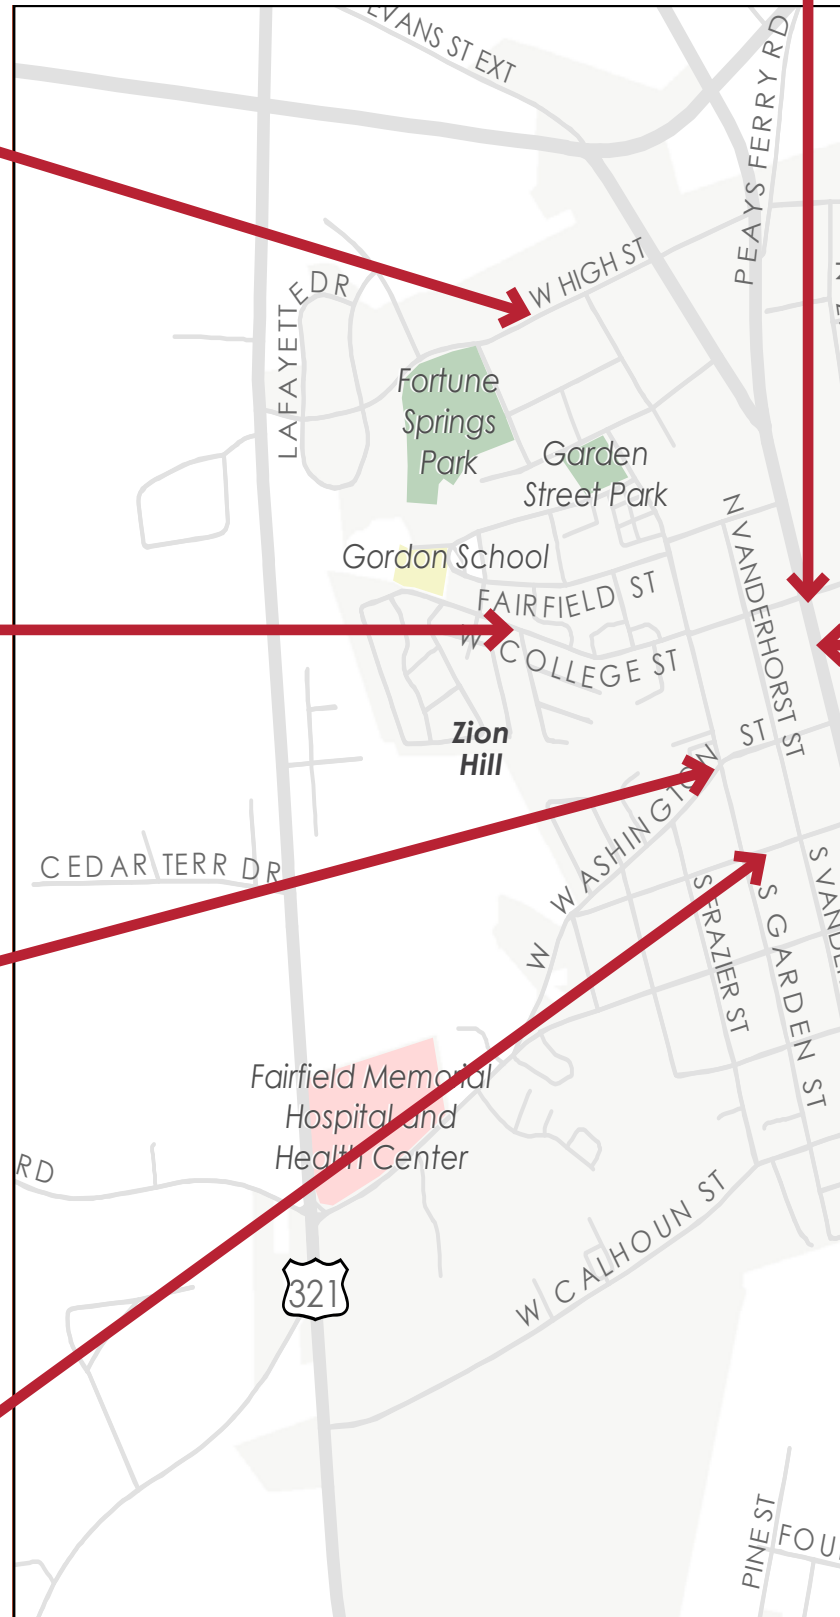 EVANS ST EXT
PEAYS FERRY RD
W HIGH ST
LAFAYETTE DR
Fortune
Springs
Park
Garden
Street Park
N VANDERHORST ST
Gordon School
FAIRFIELD ST
W COLLEGE ST
Zion
Hill
W WASHINGTON ST
CEDAR TERR DR
S VANDE
S FRAZIER ST
S GARDEN ST
Fairfield Memorial
Hospital and
Health Center
RD
W CALHOUN ST
321
PINE ST
FOU